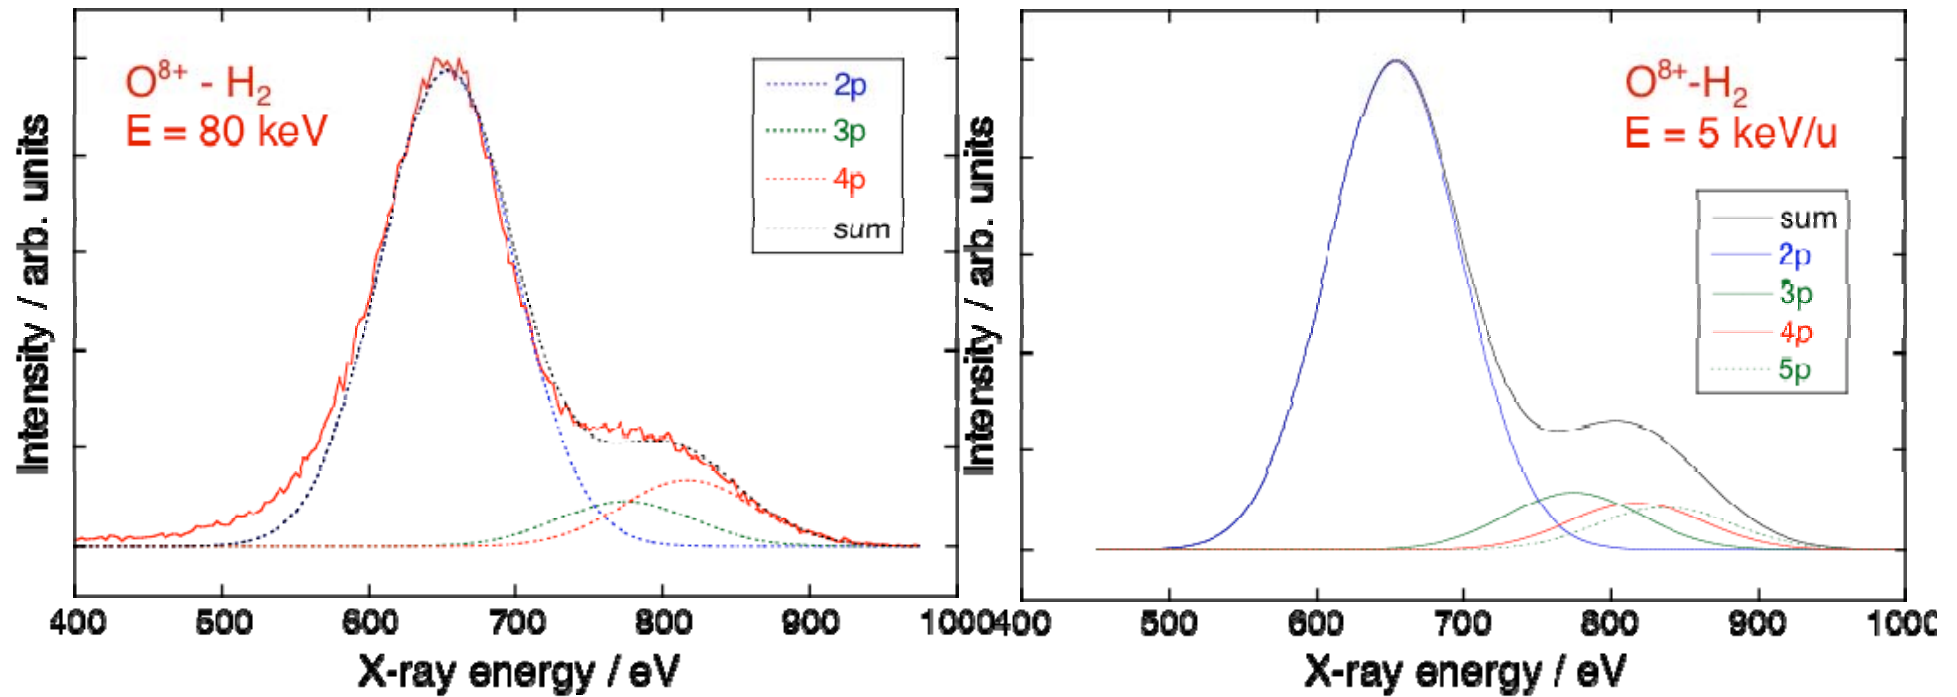 O⁸⁺ - H₂
E = 80 keV
2p
3p
4p
sum
Intensity / arb. units
400 500 600 700 800 900 1000
X-ray energy / eV
O⁸⁺-H₂
E = 5 keV/u
sum
2p
3p
4p
5p
Intensity / arb. units
400 500 600 700 800 900 1000
X-ray energy / eV